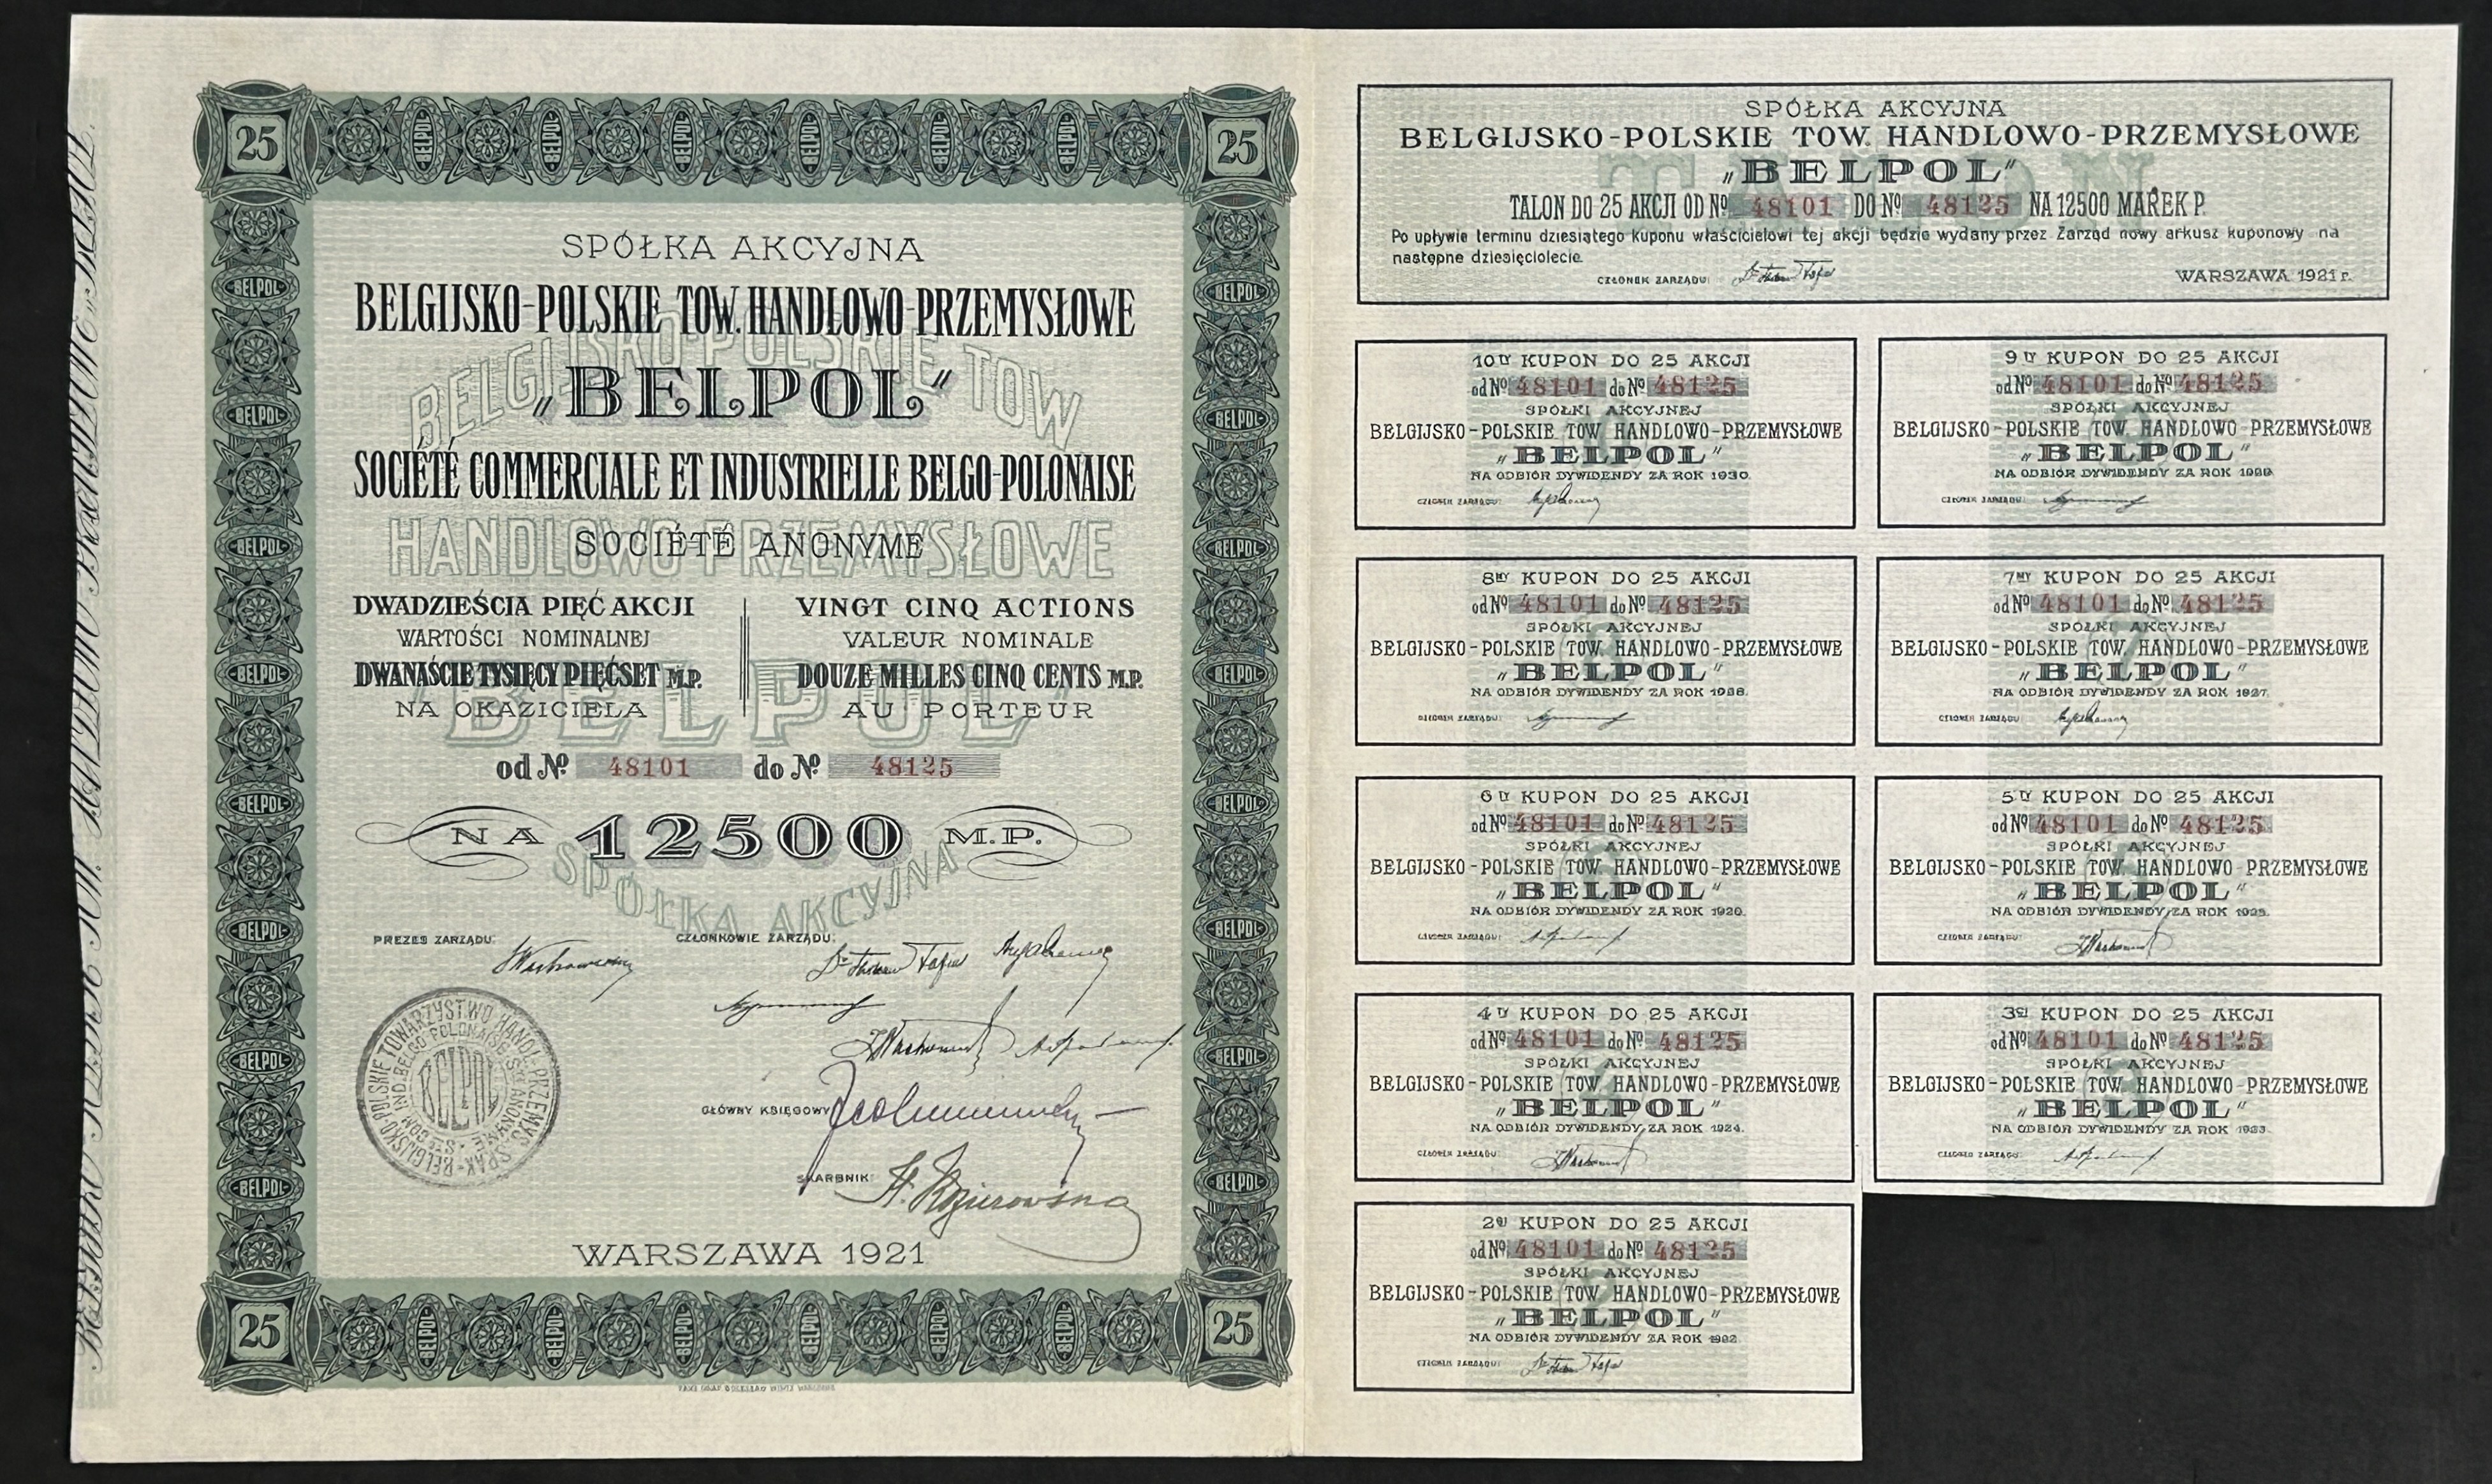 25
25
SPÓŁKA AKCYJNA
BELGIJSKO-POLSKIE TOW. HANDLOWO-PRZEMYSŁOWE
„BELPOL”
SOCIÉTÉ COMMERCIALE ET INDUSTRIELLE BELGO-POLONAISE
SOCIÉTÉ ANONYME
DWADZIEŚCIA PIĘĆ AKCJI
WARTOŚCI NOMINALNEJ
DWANAŚCIE TYSIĘCY PIĘĆSET M.P.
NA OKAZICIELA
VINGT CINQ ACTIONS
VALEUR NOMINALE
DOUZE MILLES CINQ CENTS M.P.
AU PORTEUR
od № 48101 do № 48125
NA 12500 M.P.
BELGIJSKO-POLSKIE TOW
HANDLOWO-PRZEMYSŁOWE
BELPOL
SPÓŁKA AKCYJNA
PREZES ZARZĄDU:
CZŁONKOWIE ZARZĄDU:
GŁÓWNY KSIĘGOWY
SKARBNIK:
WARSZAWA 1921
25
25
SPÓŁKA AKCYJNA
BELGIJSKO-POLSKIE TOW. HANDLOWO-PRZEMYSŁOWE
„BELPOL”
TALON DO 25 AKCJI OD № 48101 DO № 48125 NA 12500 MAREK P.
Po upływie terminu dziesiątego kuponu właścicielowi tej akcji będzie wydany przez Zarząd nowy arkusz kuponowy na
następne dziesięciolecie.
CZŁONEK ZARZĄDU:
WARSZAWA 1921 r.
10TY KUPON DO 25 AKCJI
od № 48101 do № 48125
SPÓŁKI AKCYJNEJ
BELGIJSKO-POLSKIE TOW. HANDLOWO-PRZEMYSŁOWE
„BELPOL”
NA ODBIÓR DYWIDENDY ZA ROK 1930.
CZŁONEK ZARZĄDU:
9TY KUPON DO 25 AKCJI
od № 48101 do № 48125
SPÓŁKI AKCYJNEJ
BELGIJSKO-POLSKIE TOW. HANDLOWO-PRZEMYSŁOWE
„BELPOL”
NA ODBIÓR DYWIDENDY ZA ROK
CZŁONEK ZARZĄDU:
8MY KUPON DO 25 AKCJI
od № 48101 do № 48125
SPÓŁKI AKCYJNEJ
BELGIJSKO-POLSKIE TOW. HANDLOWO-PRZEMYSŁOWE
„BELPOL”
NA ODBIÓR DYWIDENDY ZA ROK
CZŁONEK ZARZĄDU:
7MY KUPON DO 25 AKCJI
od № 48101 do № 48125
SPÓŁKI AKCYJNEJ
BELGIJSKO-POLSKIE TOW. HANDLOWO-PRZEMYSŁOWE
„BELPOL”
NA ODBIÓR DYWIDENDY ZA ROK 1927.
CZŁONEK ZARZĄDU:
6TY KUPON DO 25 AKCJI
od № 48101 do № 48125
SPÓŁKI AKCYJNEJ
BELGIJSKO-POLSKIE TOW. HANDLOWO-PRZEMYSŁOWE
„BELPOL”
NA ODBIÓR DYWIDENDY ZA ROK
CZŁONEK ZARZĄDU:
5TY KUPON DO 25 AKCJI
od № 48101 do № 48125
SPÓŁKI AKCYJNEJ
BELGIJSKO-POLSKIE TOW. HANDLOWO-PRZEMYSŁOWE
„BELPOL”
NA ODBIÓR DYWIDENDY ZA ROK
CZŁONEK ZARZĄDU:
4TY KUPON DO 25 AKCJI
od № 48101 do № 48125
SPÓŁKI AKCYJNEJ
BELGIJSKO-POLSKIE TOW. HANDLOWO-PRZEMYSŁOWE
„BELPOL”
NA ODBIÓR DYWIDENDY ZA ROK 1924.
CZŁONEK ZARZĄDU:
3CI KUPON DO 25 AKCJI
od № 48101 do № 48125
SPÓŁKI AKCYJNEJ
BELGIJSKO-POLSKIE TOW. HANDLOWO-PRZEMYSŁOWE
„BELPOL”
NA ODBIÓR DYWIDENDY ZA ROK
CZŁONEK ZARZĄDU:
2GI KUPON DO 25 AKCJI
od № 48101 do № 48125
SPÓŁKI AKCYJNEJ
BELGIJSKO-POLSKIE TOW. HANDLOWO-PRZEMYSŁOWE
„BELPOL”
NA ODBIÓR DYWIDENDY ZA ROK
CZŁONEK ZARZĄDU: